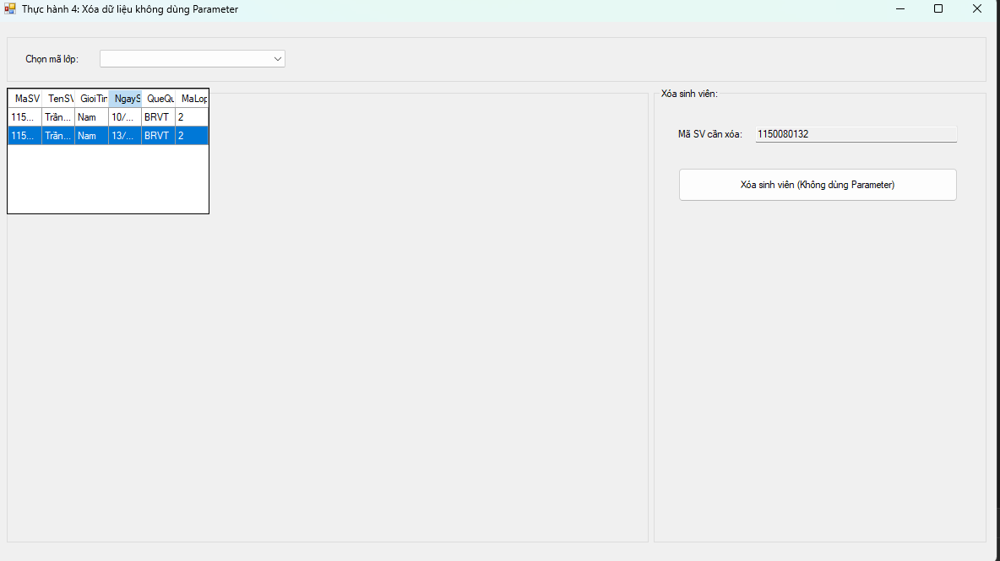 Thực hành 4: Xóa dữ liệu không dùng Parameter
Chọn mã lớp:
MaSV TenSV GioiTin NgayS QueQu MaLop
115... Trần... Nam 10/... BRVT 2
115... Trần... Nam 13/... BRVT 2
Xóa sinh viên:
Mã SV cần xóa: 1150080132
Xóa sinh viên (Không dùng Parameter)